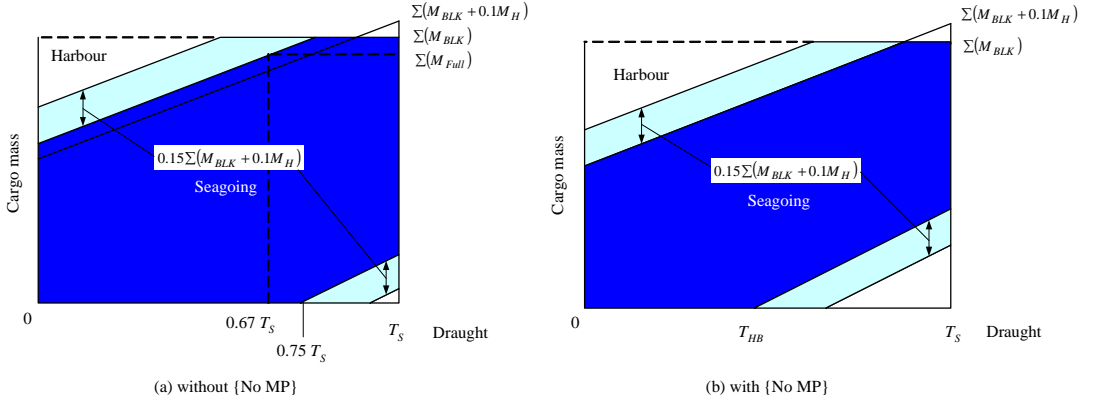 ∑(M_BLK + 0.1M_H)
∑(M_BLK)
∑(M_Full)
Harbour
0.15∑(M_BLK + 0.1M_H)
Seagoing
Cargo mass
0
0.67 T_S
0.75 T_S
T_S
Draught
(a) without {No MP}
∑(M_BLK + 0.1M_H)
∑(M_BLK)
Harbour
0.15∑(M_BLK + 0.1M_H)
Seagoing
Cargo mass
0
T_HB
T_S
Draught
(b) with {No MP}